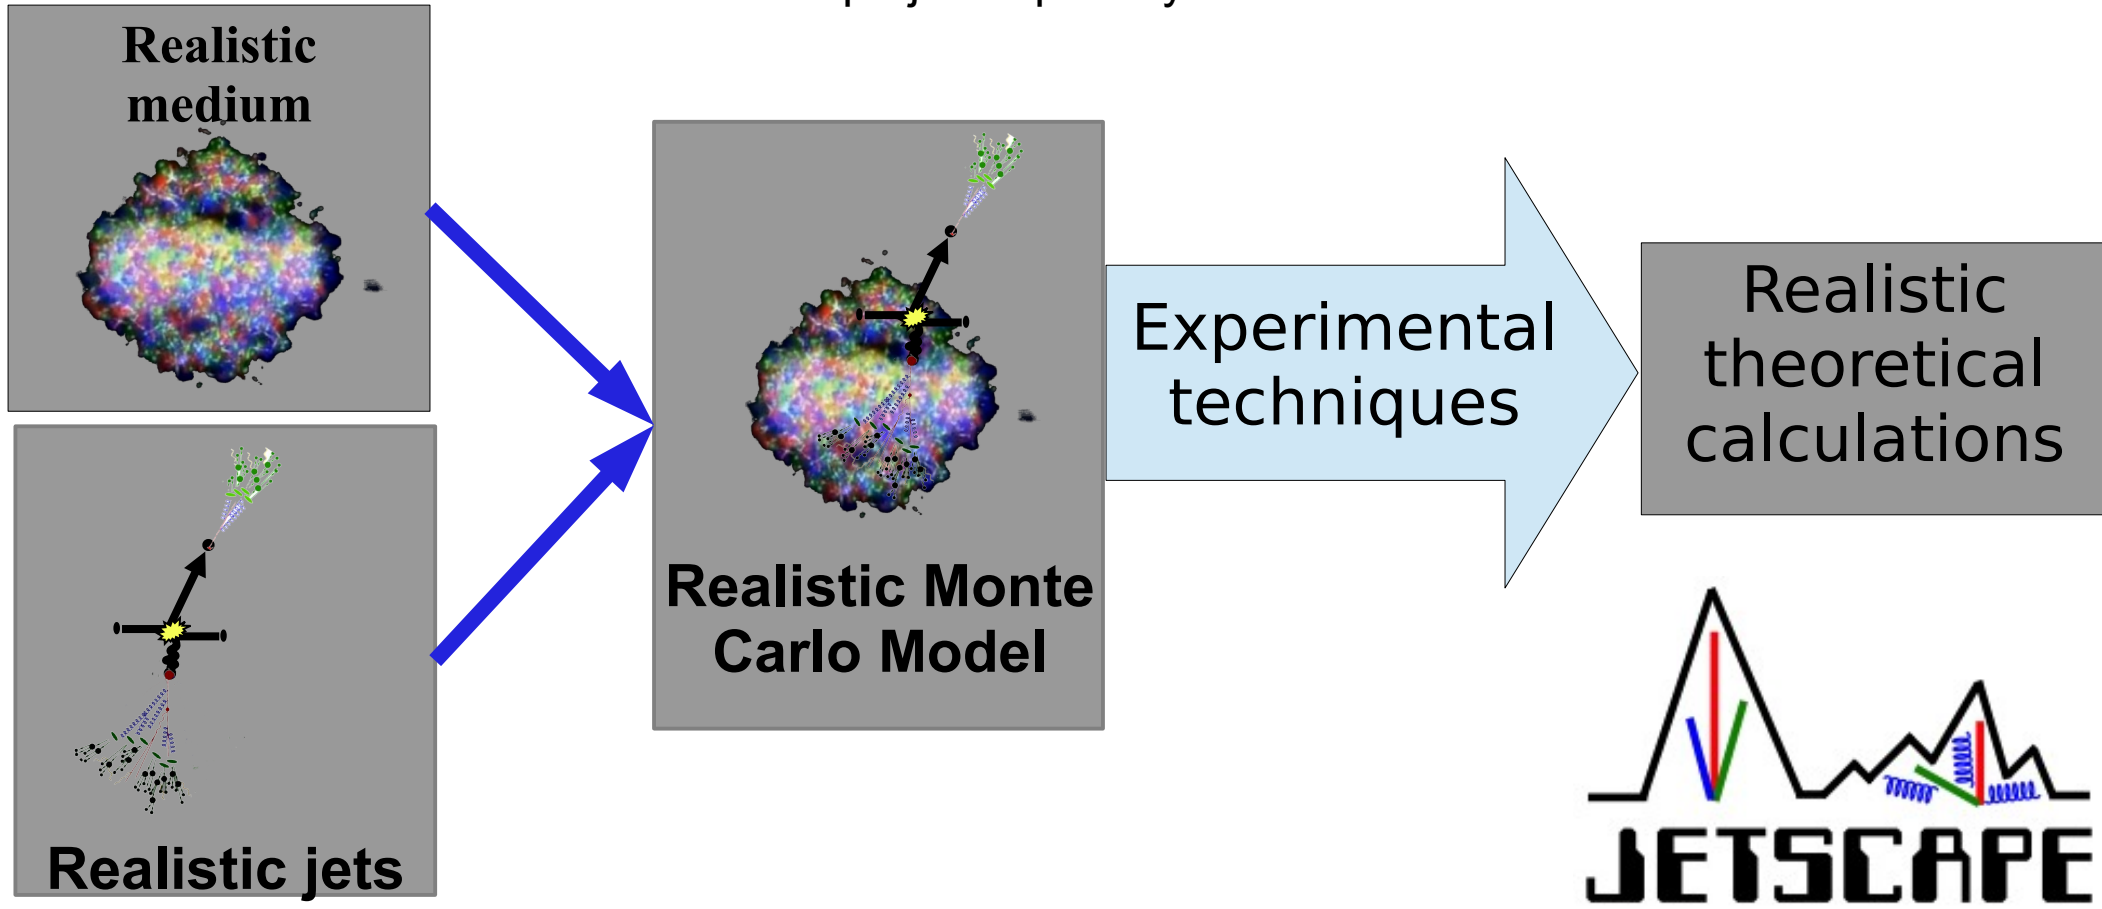 Realistic
medium
Realistic jets
Realistic Monte
Carlo Model
Experimental
techniques
Realistic
theoretical
calculations
JETSCAPE